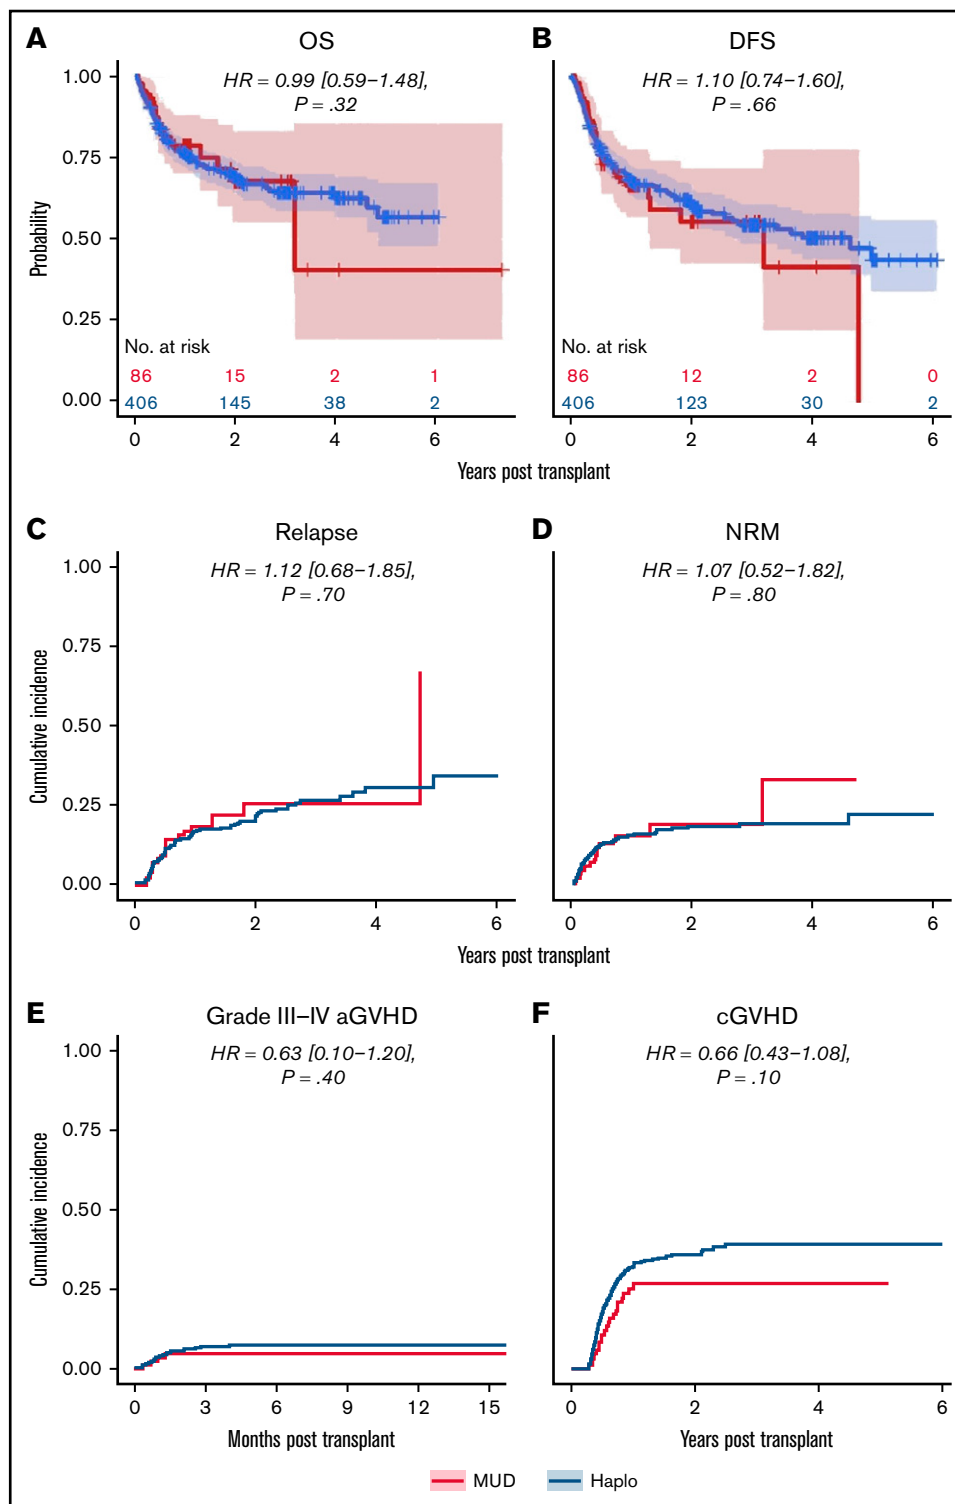 A
OS
HR = 0.99 [0.59–1.48],
P = .32
Probability
1.00
0.75
0.50
0.25
0.00
No. at risk
86 15 2 1
406 145 38 2
0 2 4 6
B
DFS
HR = 1.10 [0.74–1.60],
P = .66
No. at risk
86 12 2 0
406 123 30 2
0 2 4 6
Years post transplant
C
Relapse
HR = 1.12 [0.68–1.85],
P = .70
Cumulative incidence
1.00
0.75
0.50
0.25
0.00
0 2 4 6
D
NRM
HR = 1.07 [0.52–1.82],
P = .80
0 2 4 6
Years post transplant
E
Grade III–IV aGVHD
HR = 0.63 [0.10–1.20],
P = .40
Cumulative incidence
1.00
0.75
0.50
0.25
0.00
0 3 6 9 12 15
Months post transplant
F
cGVHD
HR = 0.66 [0.43–1.08],
P = .10
0 2 4 6
Years post transplant
MUD Haplo